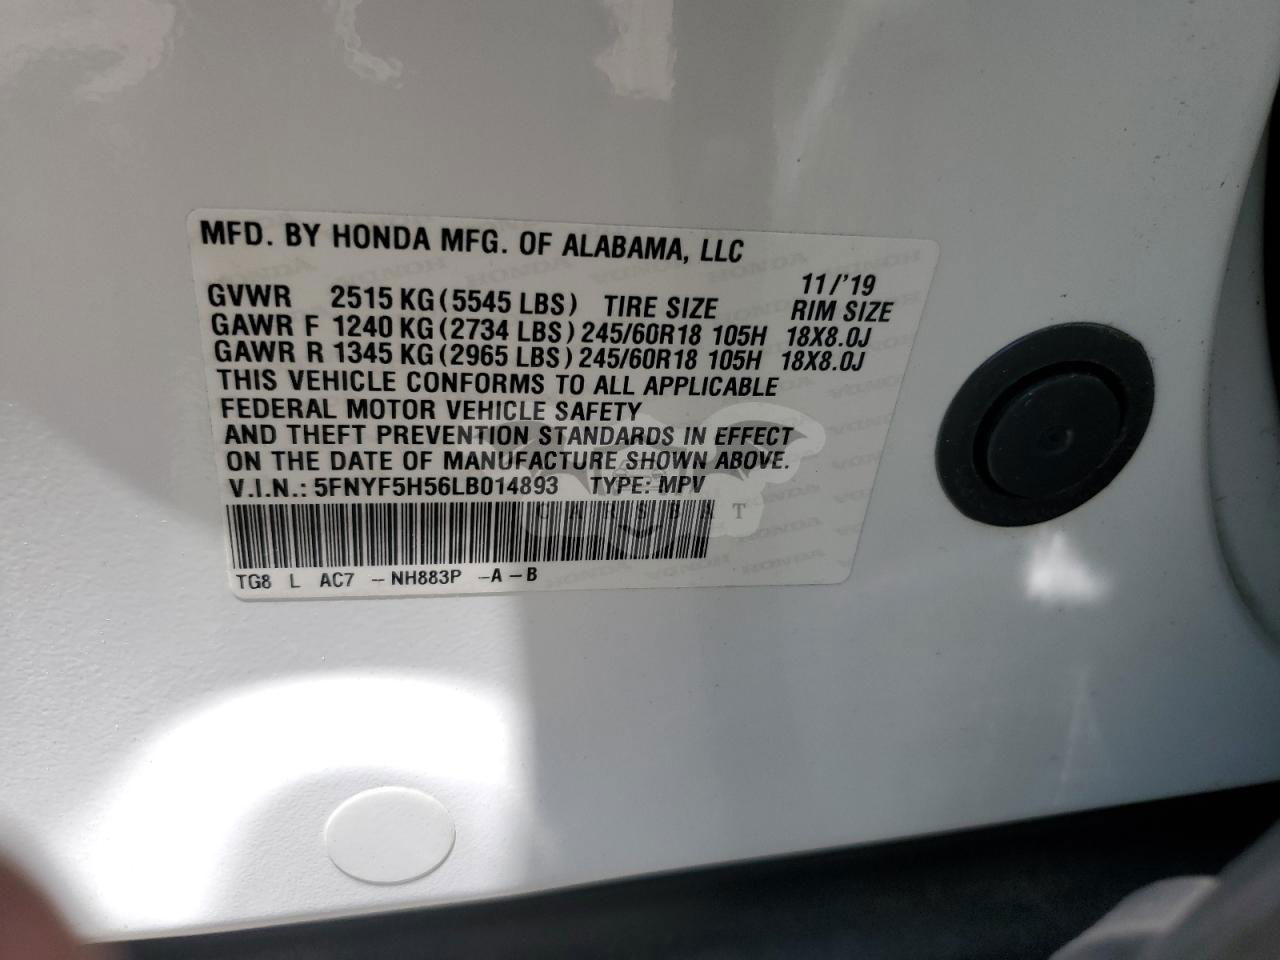 MFD. BY HONDA MFG. OF ALABAMA, LLC
11/'19
GVWR 2515 KG (5545 LBS) TIRE SIZE RIM SIZE
GAWR F 1240 KG (2734 LBS) 245/60R18 105H 18X8.0J
GAWR R 1345 KG (2965 LBS) 245/60R18 105H 18X8.0J
THIS VEHICLE CONFORMS TO ALL APPLICABLE
FEDERAL MOTOR VEHICLE SAFETY
AND THEFT PREVENTION STANDARDS IN EFFECT
ON THE DATE OF MANUFACTURE SHOWN ABOVE.
V.I.N.: 5FNYF5H56LB014893 TYPE: MPV
TG8 L AC7 -NH883P -A-B